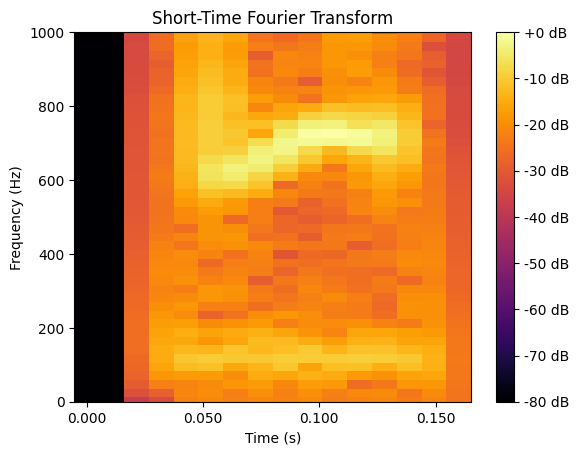 Short-Time Fourier Transform
1000
800
600
400
200
0
Frequency (Hz)
0.000
0.050
0.100
0.150
Time (s)
+0 dB
-10 dB
-20 dB
-30 dB
-40 dB
-50 dB
-60 dB
-70 dB
-80 dB